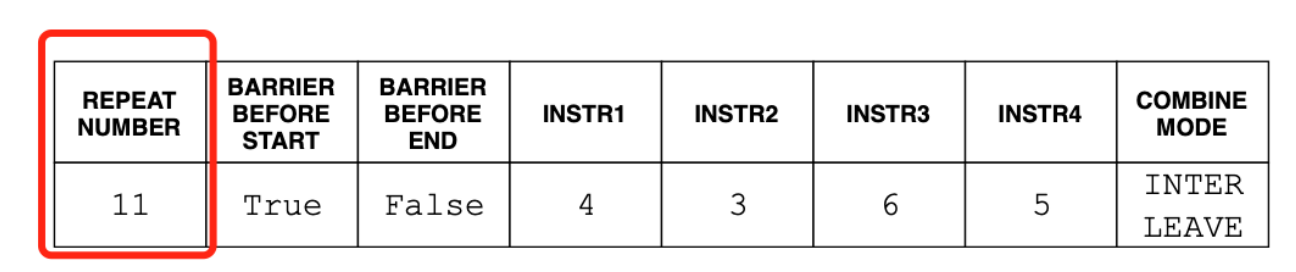 REPEAT NUMBER
BARRIER BEFORE START
BARRIER BEFORE END
INSTR1
INSTR2
INSTR3
INSTR4
COMBINE MODE
11
True
False
4
3
6
5
INTER
LEAVE